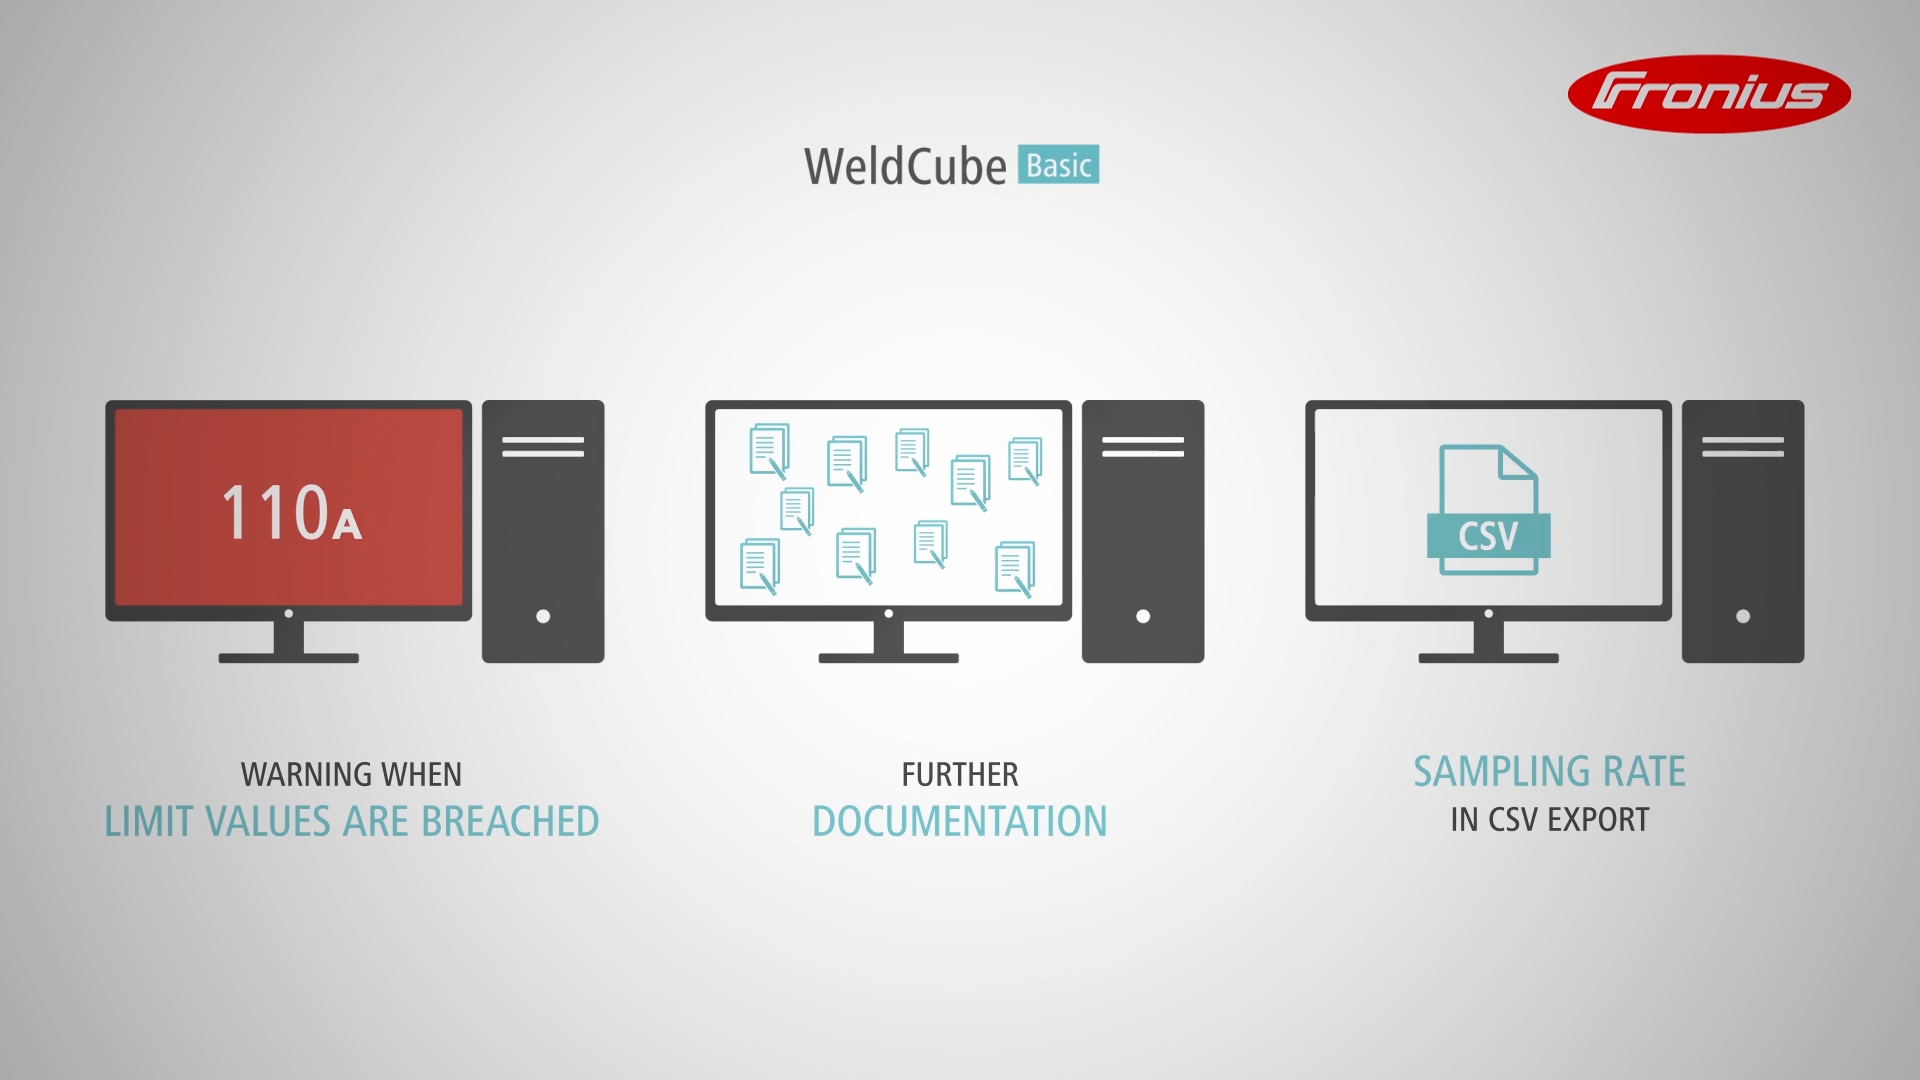 Fronius
WeldCube Basic
110A
CSV
WARNING WHEN
LIMIT VALUES ARE BREACHED
FURTHER
DOCUMENTATION
SAMPLING RATE
IN CSV EXPORT